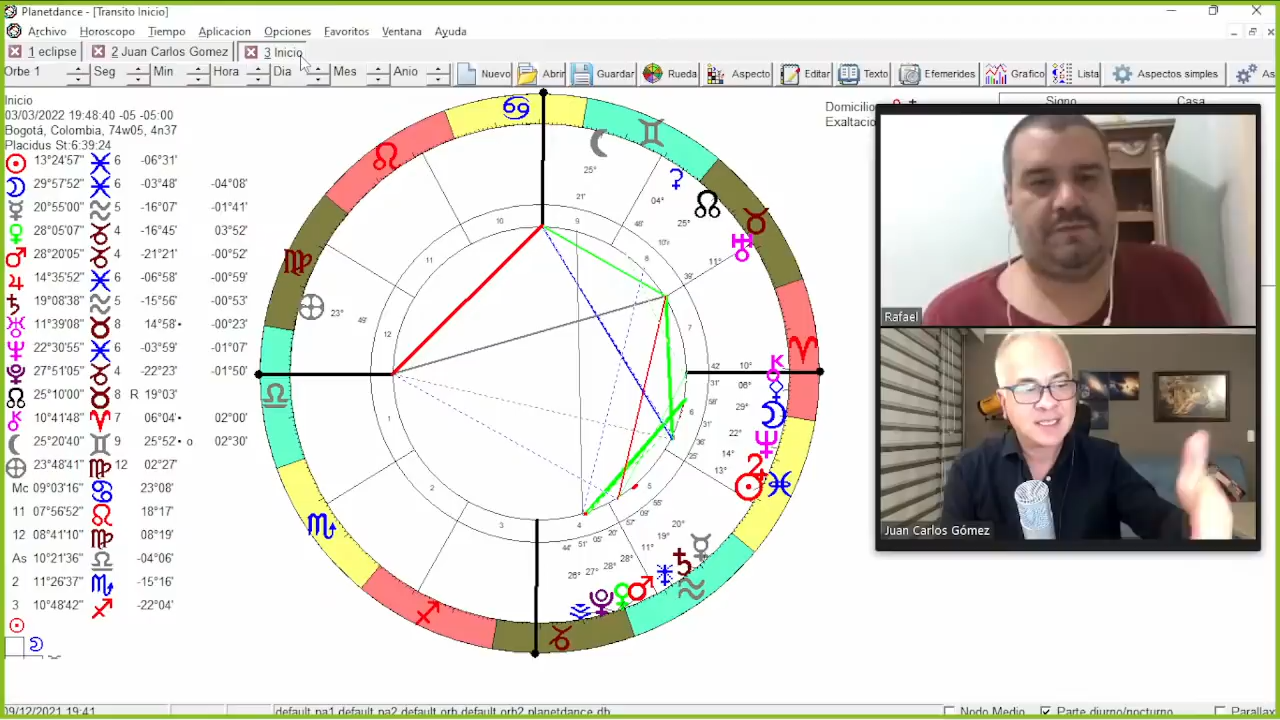 Planetdance - [Transito Inicio]
Archivo Horoscopo Tiempo Aplicacion Opciones Favoritos Ventana Ayuda
1 eclipse 2 Juan Carlos Gomez 3 Inicio
Orbe 1 Seg Min Hora Dia Mes Anio Nuevo Abrir Guardar Rueda Aspecto Editar Texto Efemerides Grafico Lista Aspectos simples As
Inicio
03/03/2022 19:48:40 -05 -05:00
Bogotá, Colombia, 74w05, 4n37
Placidus St:6:39:24
Domicilio
Exaltacio
Signo Casa
13°24'57" ♓ 6 -06°31'
29°57'52" ♓ 6 -03°48' -04°08'
20°55'00" ♒ 5 -16°07' -01°41'
28°05'07" ♑ 4 -16°45' 03°52'
28°20'05" ♑ 4 -21°21' -00°52'
14°35'52" ♓ 6 -06°58' -00°59'
19°08'38" ♒ 5 -15°56' -00°53'
11°39'08" ♉ 8 14°58' -00°23'
22°30'55" ♓ 6 -03°59' -01°07'
27°51'05" ♑ 4 -22°23' -01°50'
25°10'00" ♉ 8 R 19°03'
10°41'48" ♈ 7 06°04' 02°00'
25°20'40" ♊ 9 25°52' o 02°30'
23°48'41" ♍ 12 02°27'
Mc 09°03'16" ♋ 23°08'
11 07°56'52" ♌ 18°17'
12 08°41'10" ♍ 08°19'
As 10°21'36" ♎ -04°06'
2 11°26'37" ♏ -15°16'
3 10°48'42" ♐ -22°04'
Rafael
Juan Carlos Gómez
09/12/2021 19:41 default.pa1 default.pa2 default.orb default.orb2 planetdance.db Nodo Medio Parte diurno/nocturno Parallax